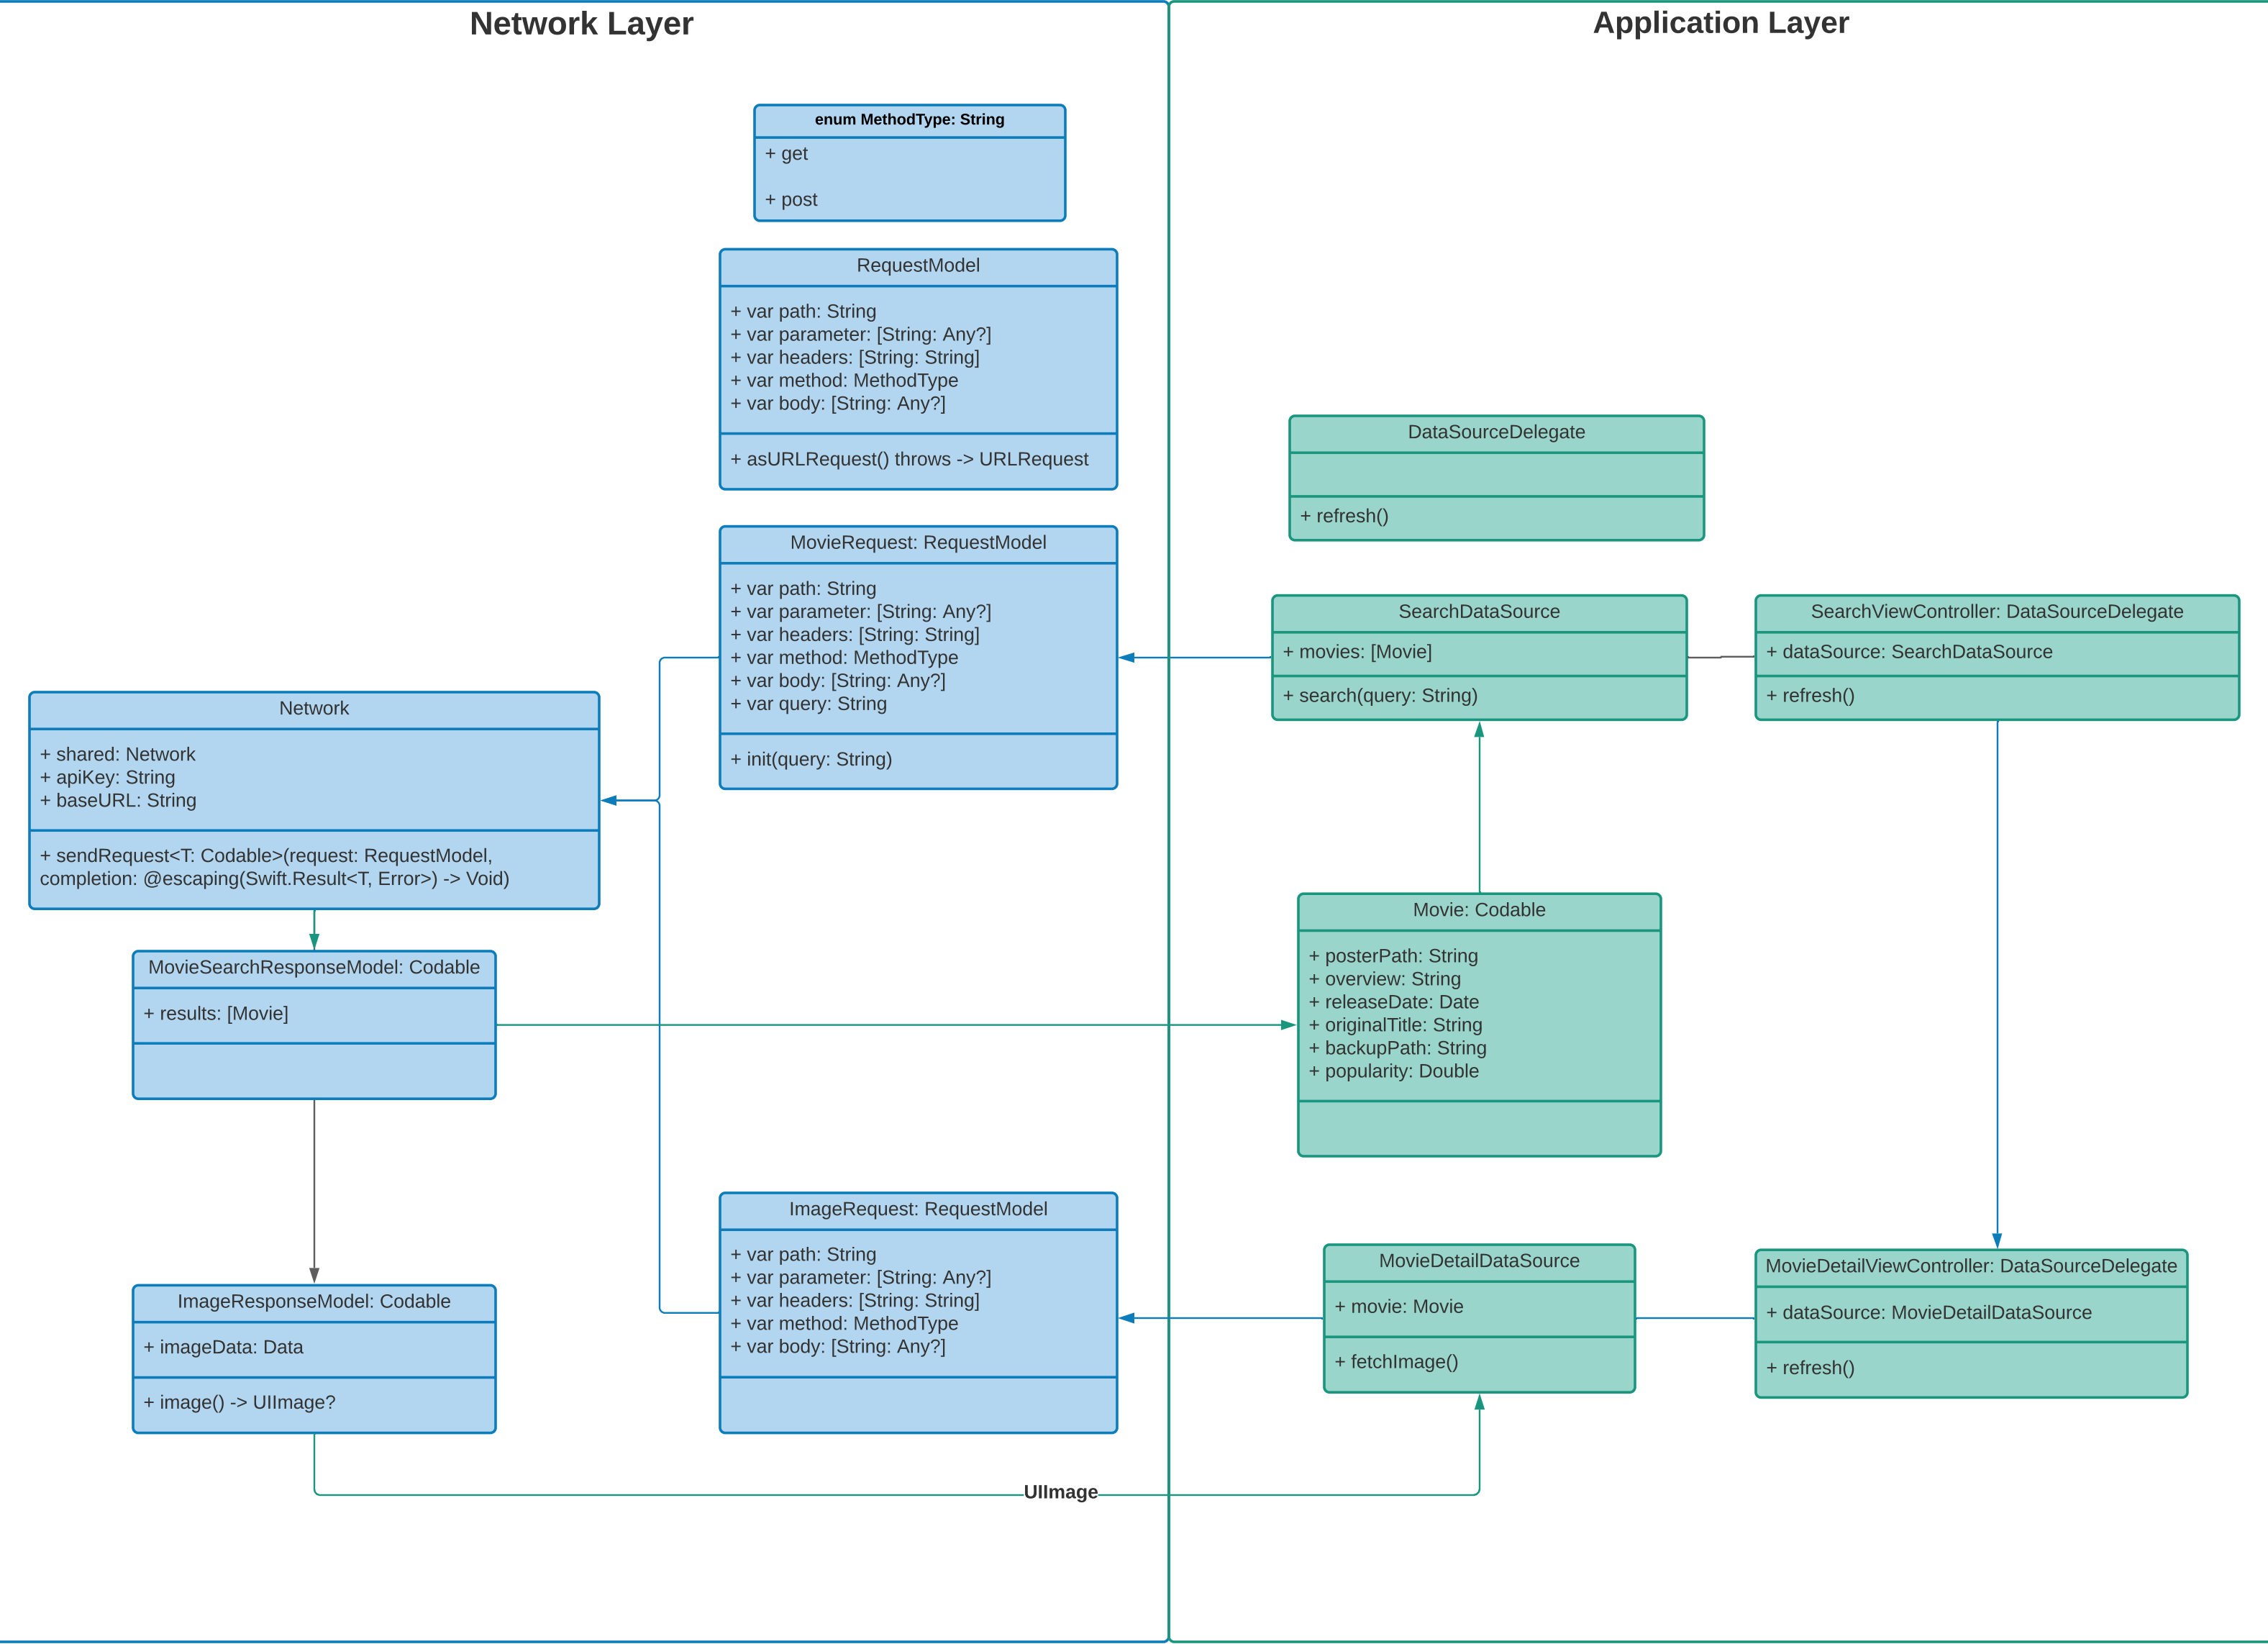 Network Layer
Application Layer
enum MethodType: String
+ get
+ post
RequestModel
+ var path: String
+ var parameter: [String: Any?]
+ var headers: [String: String]
+ var method: MethodType
+ var body: [String: Any?]
+ asURLRequest() throws -> URLRequest
DataSourceDelegate
+ refresh()
MovieRequest: RequestModel
+ var path: String
+ var parameter: [String: Any?]
+ var headers: [String: String]
+ var method: MethodType
+ var body: [String: Any?]
+ var query: String
+ init(query: String)
SearchDataSource
+ movies: [Movie]
+ search(query: String)
SearchViewController: DataSourceDelegate
+ dataSource: SearchDataSource
+ refresh()
Network
+ shared: Network
+ apiKey: String
+ baseURL: String
+ sendRequest<T: Codable>(request: RequestModel,
completion: @escaping(Swift.Result<T, Error>) -> Void)
MovieSearchResponseModel: Codable
+ results: [Movie]
Movie: Codable
+ posterPath: String
+ overview: String
+ releaseDate: Date
+ originalTitle: String
+ backupPath: String
+ popularity: Double
ImageRequest: RequestModel
+ var path: String
+ var parameter: [String: Any?]
+ var headers: [String: String]
+ var method: MethodType
+ var body: [String: Any?]
MovieDetailDataSource
+ movie: Movie
+ fetchImage()
MovieDetailViewController: DataSourceDelegate
+ dataSource: MovieDetailDataSource
+ refresh()
ImageResponseModel: Codable
+ imageData: Data
+ image() -> UIImage?
UIImage